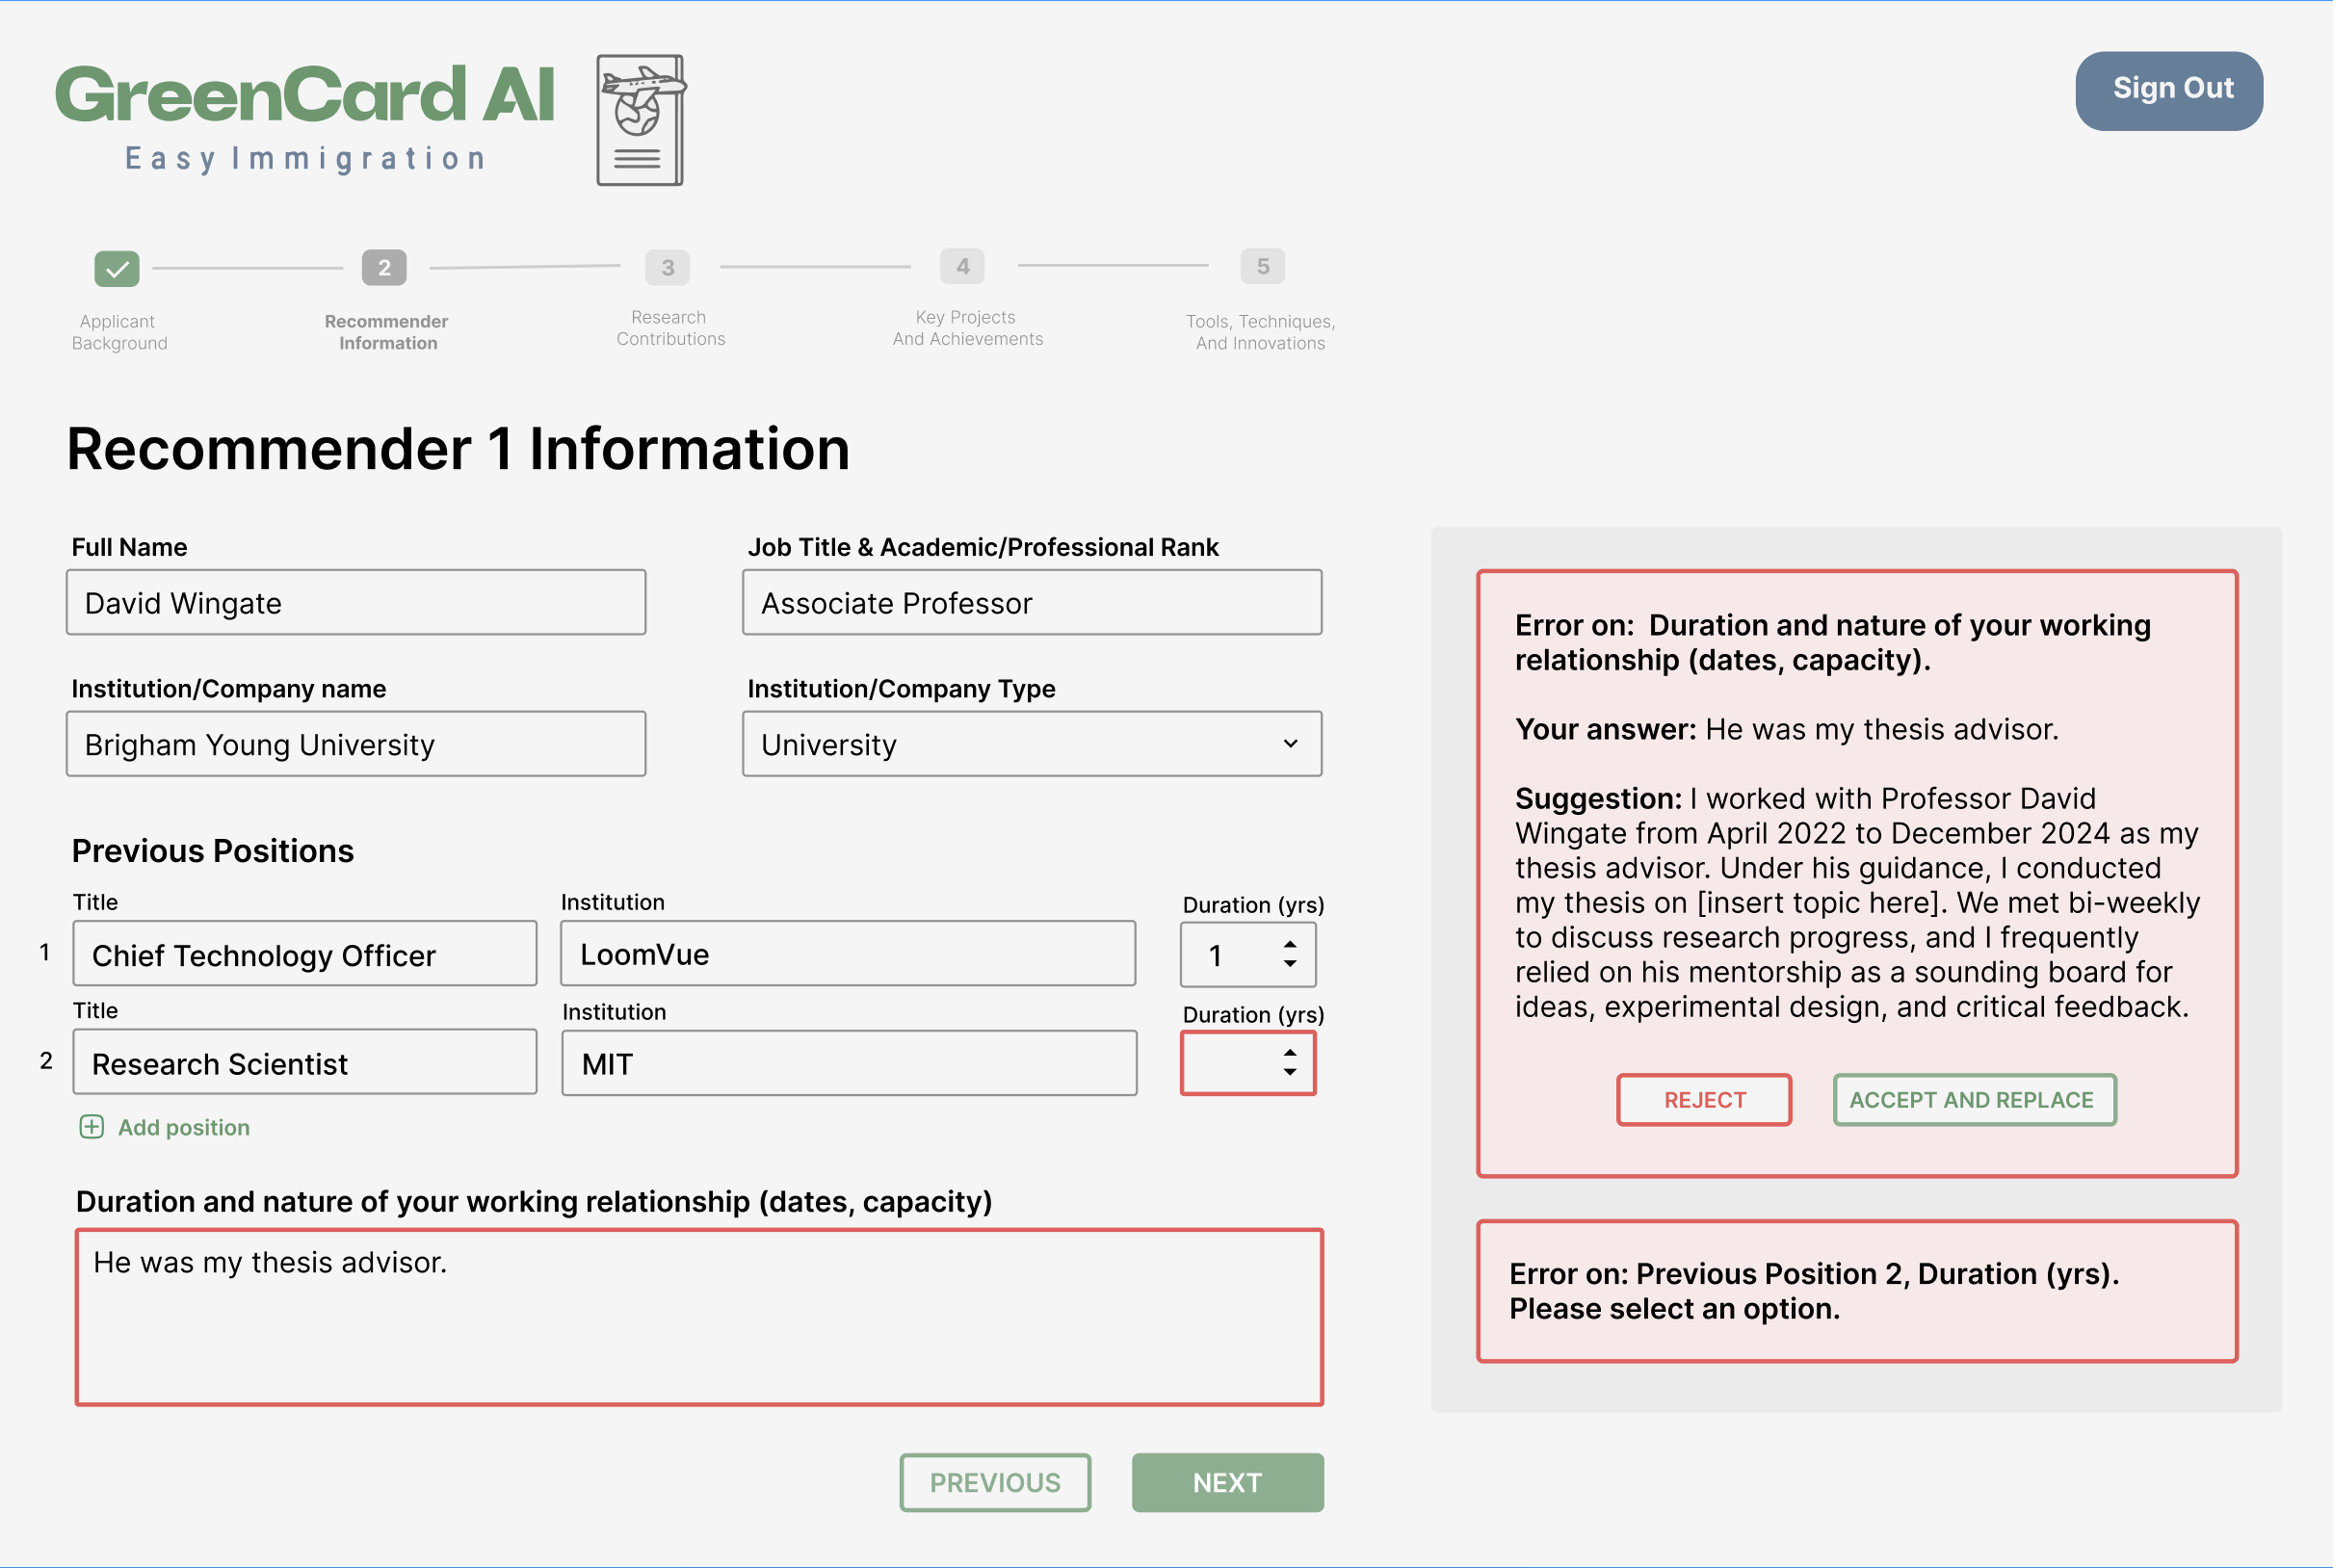 GreenCard AI
Easy Immigration
Sign Out
2
3
4
5
Applicant
Background
Recommender
Information
Research
Contributions
Key Projects
And Achievements
Tools, Techniques,
And Innovations
Recommender 1 Information
Full Name
David Wingate
Job Title & Academic/Professional Rank
Associate Professor
Institution/Company name
Brigham Young University
Institution/Company Type
University
Previous Positions
Title
Institution
Duration (yrs)
1
Chief Technology Officer
LoomVue
1
Title
Institution
Duration (yrs)
2
Research Scientist
MIT
Add position
Duration and nature of your working relationship (dates, capacity)
He was my thesis advisor.
PREVIOUS
NEXT
Error on:  Duration and nature of your working
relationship (dates, capacity).
Your answer: He was my thesis advisor.
Suggestion: I worked with Professor David
Wingate from April 2022 to December 2024 as my
thesis advisor. Under his guidance, I conducted
my thesis on [insert topic here]. We met bi-weekly
to discuss research progress, and I frequently
relied on his mentorship as a sounding board for
ideas, experimental design, and critical feedback.
REJECT
ACCEPT AND REPLACE
Error on: Previous Position 2, Duration (yrs).
Please select an option.